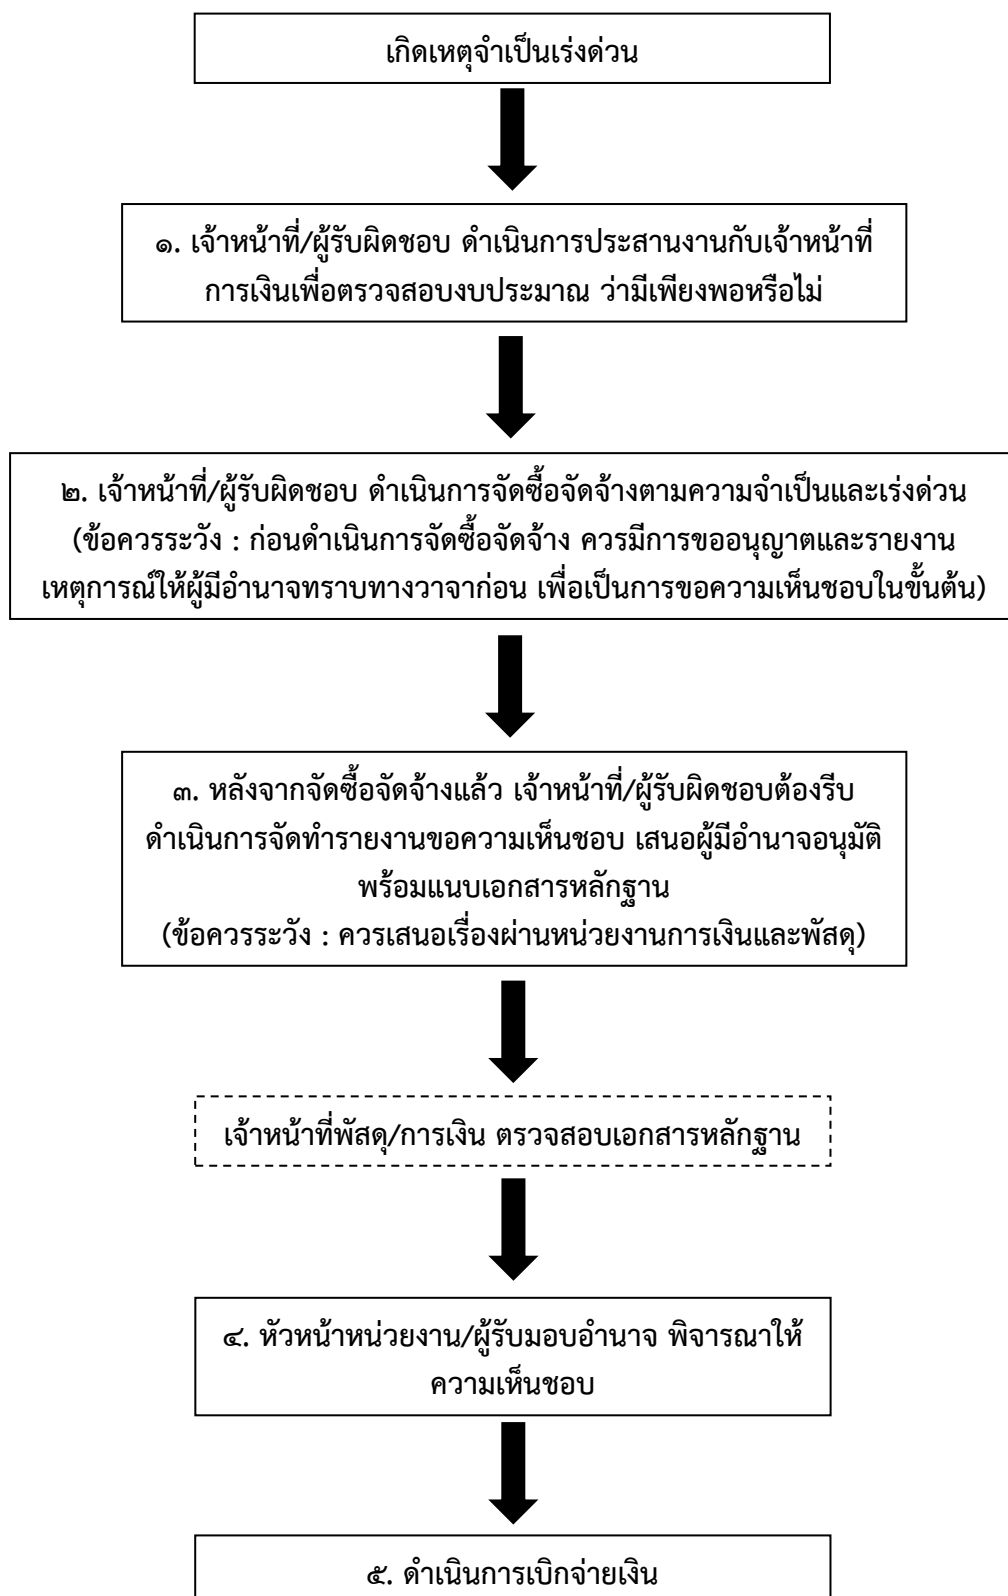 เกิดเหตุจำเป็นเร่งด่วน
๑. เจ้าหน้าที่/ผู้รับผิดชอบ ดำเนินการประสานงานกับเจ้าหน้าที่
การเงินเพื่อตรวจสอบงบประมาณ ว่ามีเพียงพอหรือไม่
๒. เจ้าหน้าที่/ผู้รับผิดชอบ ดำเนินการจัดซื้อจัดจ้างตามความจำเป็นและเร่งด่วน
(ข้อควรระวัง : ก่อนดำเนินการจัดซื้อจัดจ้าง ควรมีการขออนุญาตและรายงาน
เหตุการณ์ให้ผู้มีอำนาจทราบทางวาจาก่อน เพื่อเป็นการขอความเห็นชอบในขั้นต้น)
๓. หลังจากจัดซื้อจัดจ้างแล้ว เจ้าหน้าที่/ผู้รับผิดชอบต้องรีบ
ดำเนินการจัดทำรายงานขอความเห็นชอบ เสนอผู้มีอำนาจอนุมัติ
พร้อมแนบเอกสารหลักฐาน
(ข้อควรระวัง : ควรเสนอเรื่องผ่านหน่วยงานการเงินและพัสดุ)
เจ้าหน้าที่พัสดุ/การเงิน ตรวจสอบเอกสารหลักฐาน
๔. หัวหน้าหน่วยงาน/ผู้รับมอบอำนาจ พิจารณาให้
ความเห็นชอบ
๕. ดำเนินการเบิกจ่ายเงิน